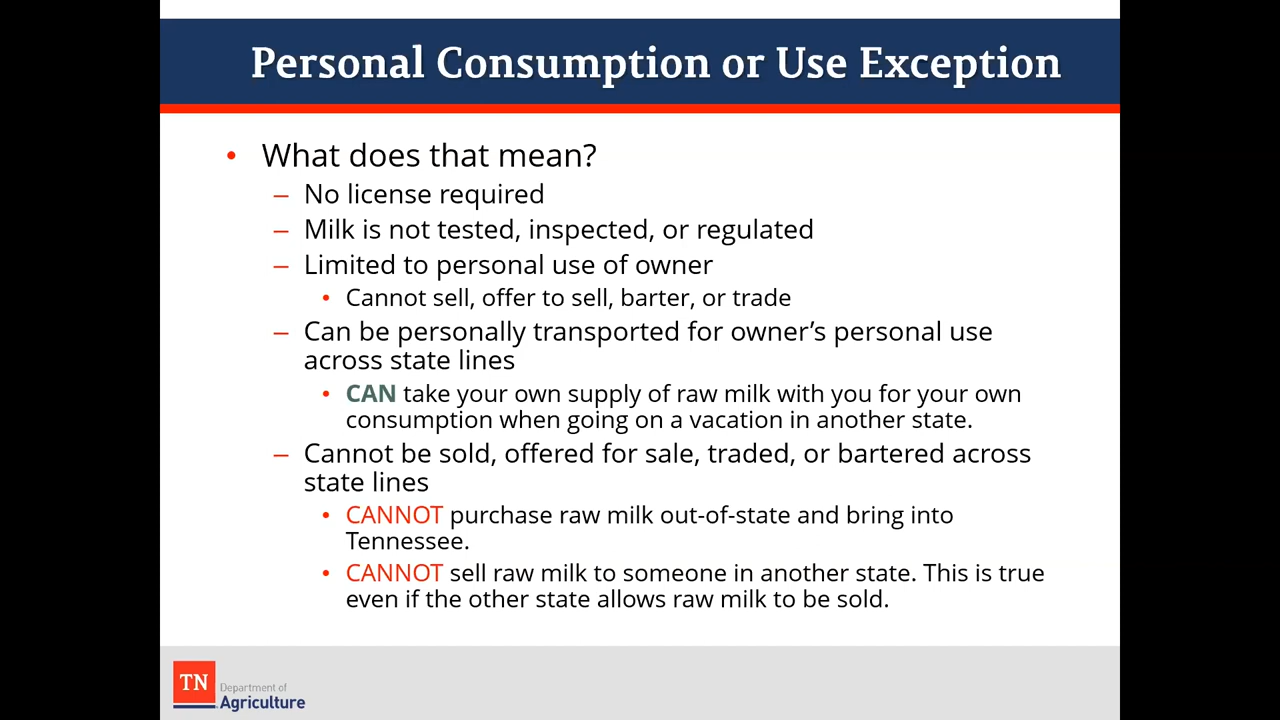 Personal Consumption or Use Exception
• What does that mean?
– No license required
– Milk is not tested, inspected, or regulated
– Limited to personal use of owner
• Cannot sell, offer to sell, barter, or trade
– Can be personally transported for owner’s personal use
across state lines
• CAN take your own supply of raw milk with you for your own
consumption when going on a vacation in another state.
– Cannot be sold, offered for sale, traded, or bartered across
state lines
• CANNOT purchase raw milk out-of-state and bring into
Tennessee.
• CANNOT sell raw milk to someone in another state. This is true
even if the other state allows raw milk to be sold.
TN
Department of
Agriculture